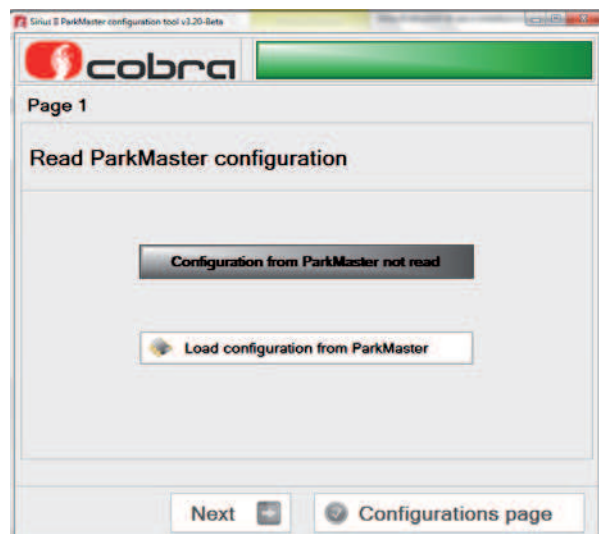 Sirius II ParkMaster configuration tool v3.20-Beta
cobra
Page 1
Read ParkMaster configuration
Configuration from ParkMaster not read
Load configuration from ParkMaster
Next
Configurations page